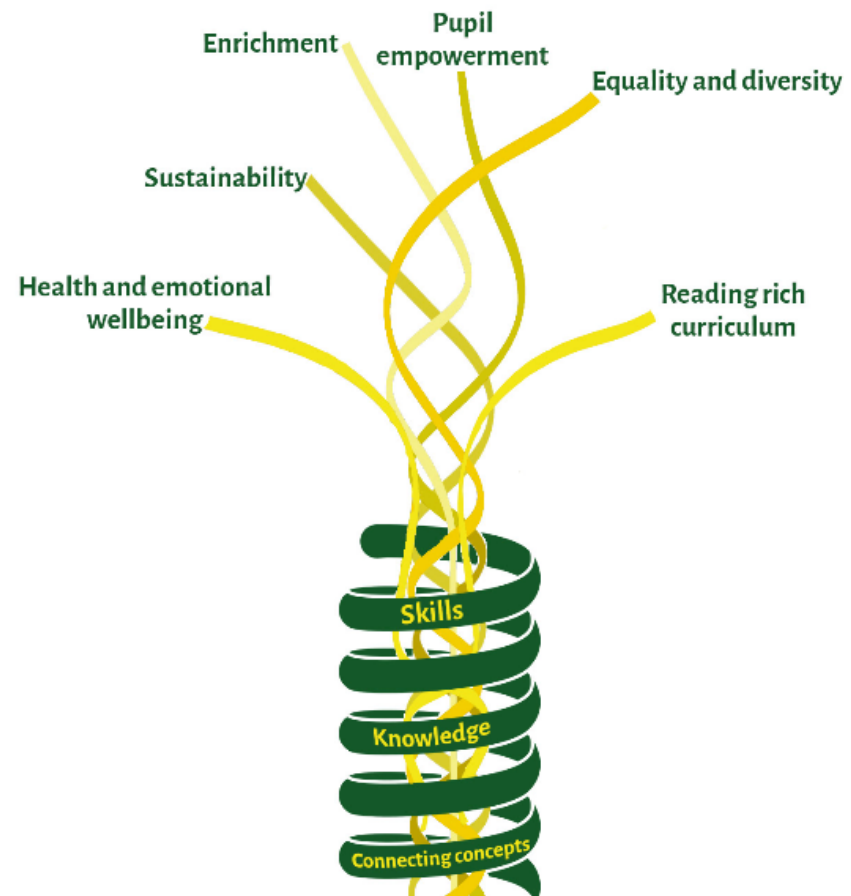 Pupil
empowerment
Enrichment
Equality and diversity
Sustainability
Health and emotional
wellbeing
Reading rich
curriculum
Skills
Knowledge
Connecting concepts